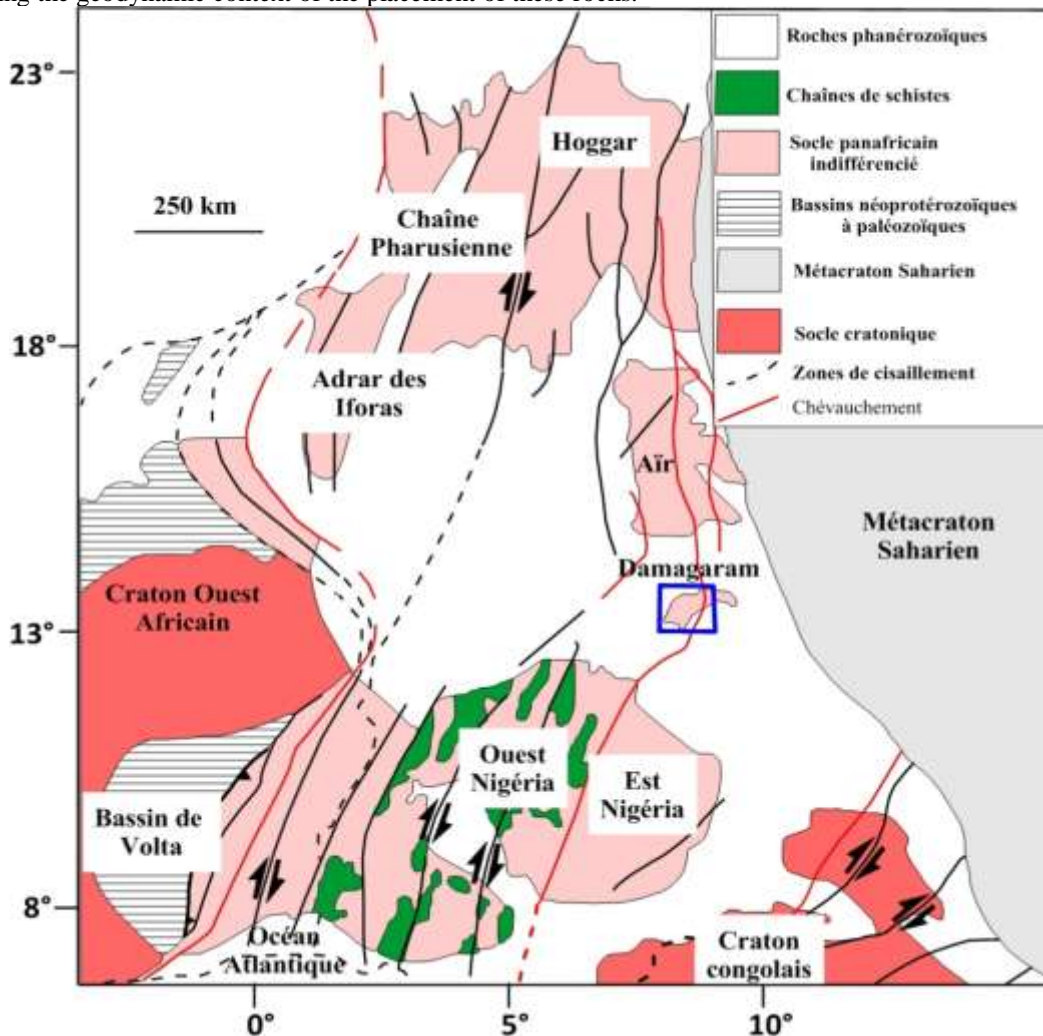 ing the geodynamic context of the placement of these rocks.
Roches phanérozoïques
Chaînes de schistes
Socle panafricain
indifférencié
Bassins néoprotérozoïques
à paléozoïques
Métacraton Saharien
Socle cratonique
Zones de cisaillement
Chévauchement
23°
18°
13°
8°
250 km
Hoggar
Chaîne
Pharusienne
Adrar des
Iforas
Aïr
Damagaram
Métacraton
Saharien
Craton Ouest
Africain
Ouest
Nigéria
Est
Nigéria
Bassin de
Volta
Océan
Atlantique
Craton
congolais
0°
5°
10°